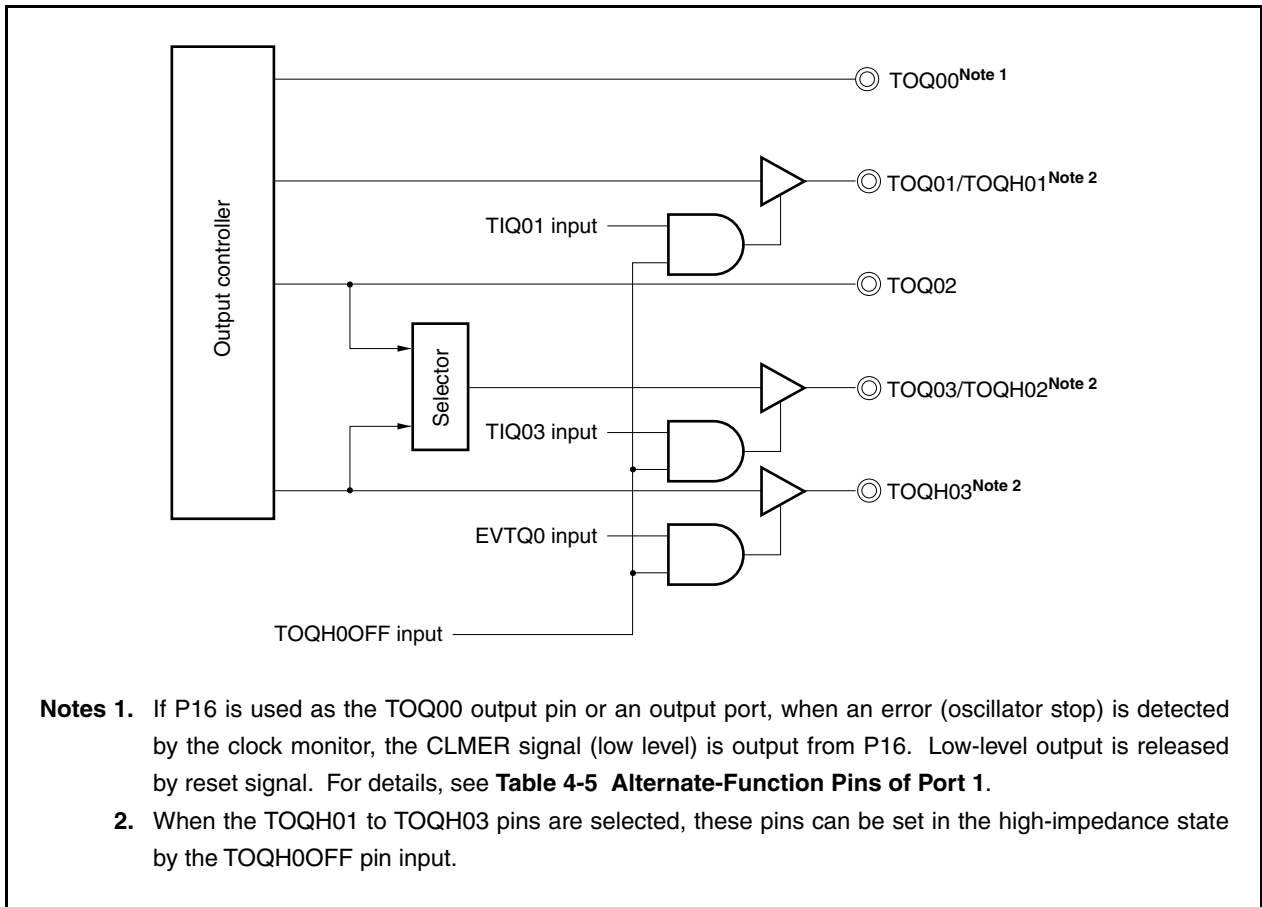 TOQ00Note 1
Output controller
TOQ01/TOQH01Note 2
TIQ01 input
TOQ02
Selector
TOQ03/TOQH02Note 2
TIQ03 input
TOQH03Note 2
EVTQ0 input
TOQH0OFF input
Notes 1. If P16 is used as the TOQ00 output pin or an output port, when an error (oscillator stop) is detected
by the clock monitor, the CLMER signal (low level) is output from P16. Low-level output is released
by reset signal. For details, see Table 4-5 Alternate-Function Pins of Port 1.
2. When the TOQH01 to TOQH03 pins are selected, these pins can be set in the high-impedance state
by the TOQH0OFF pin input.